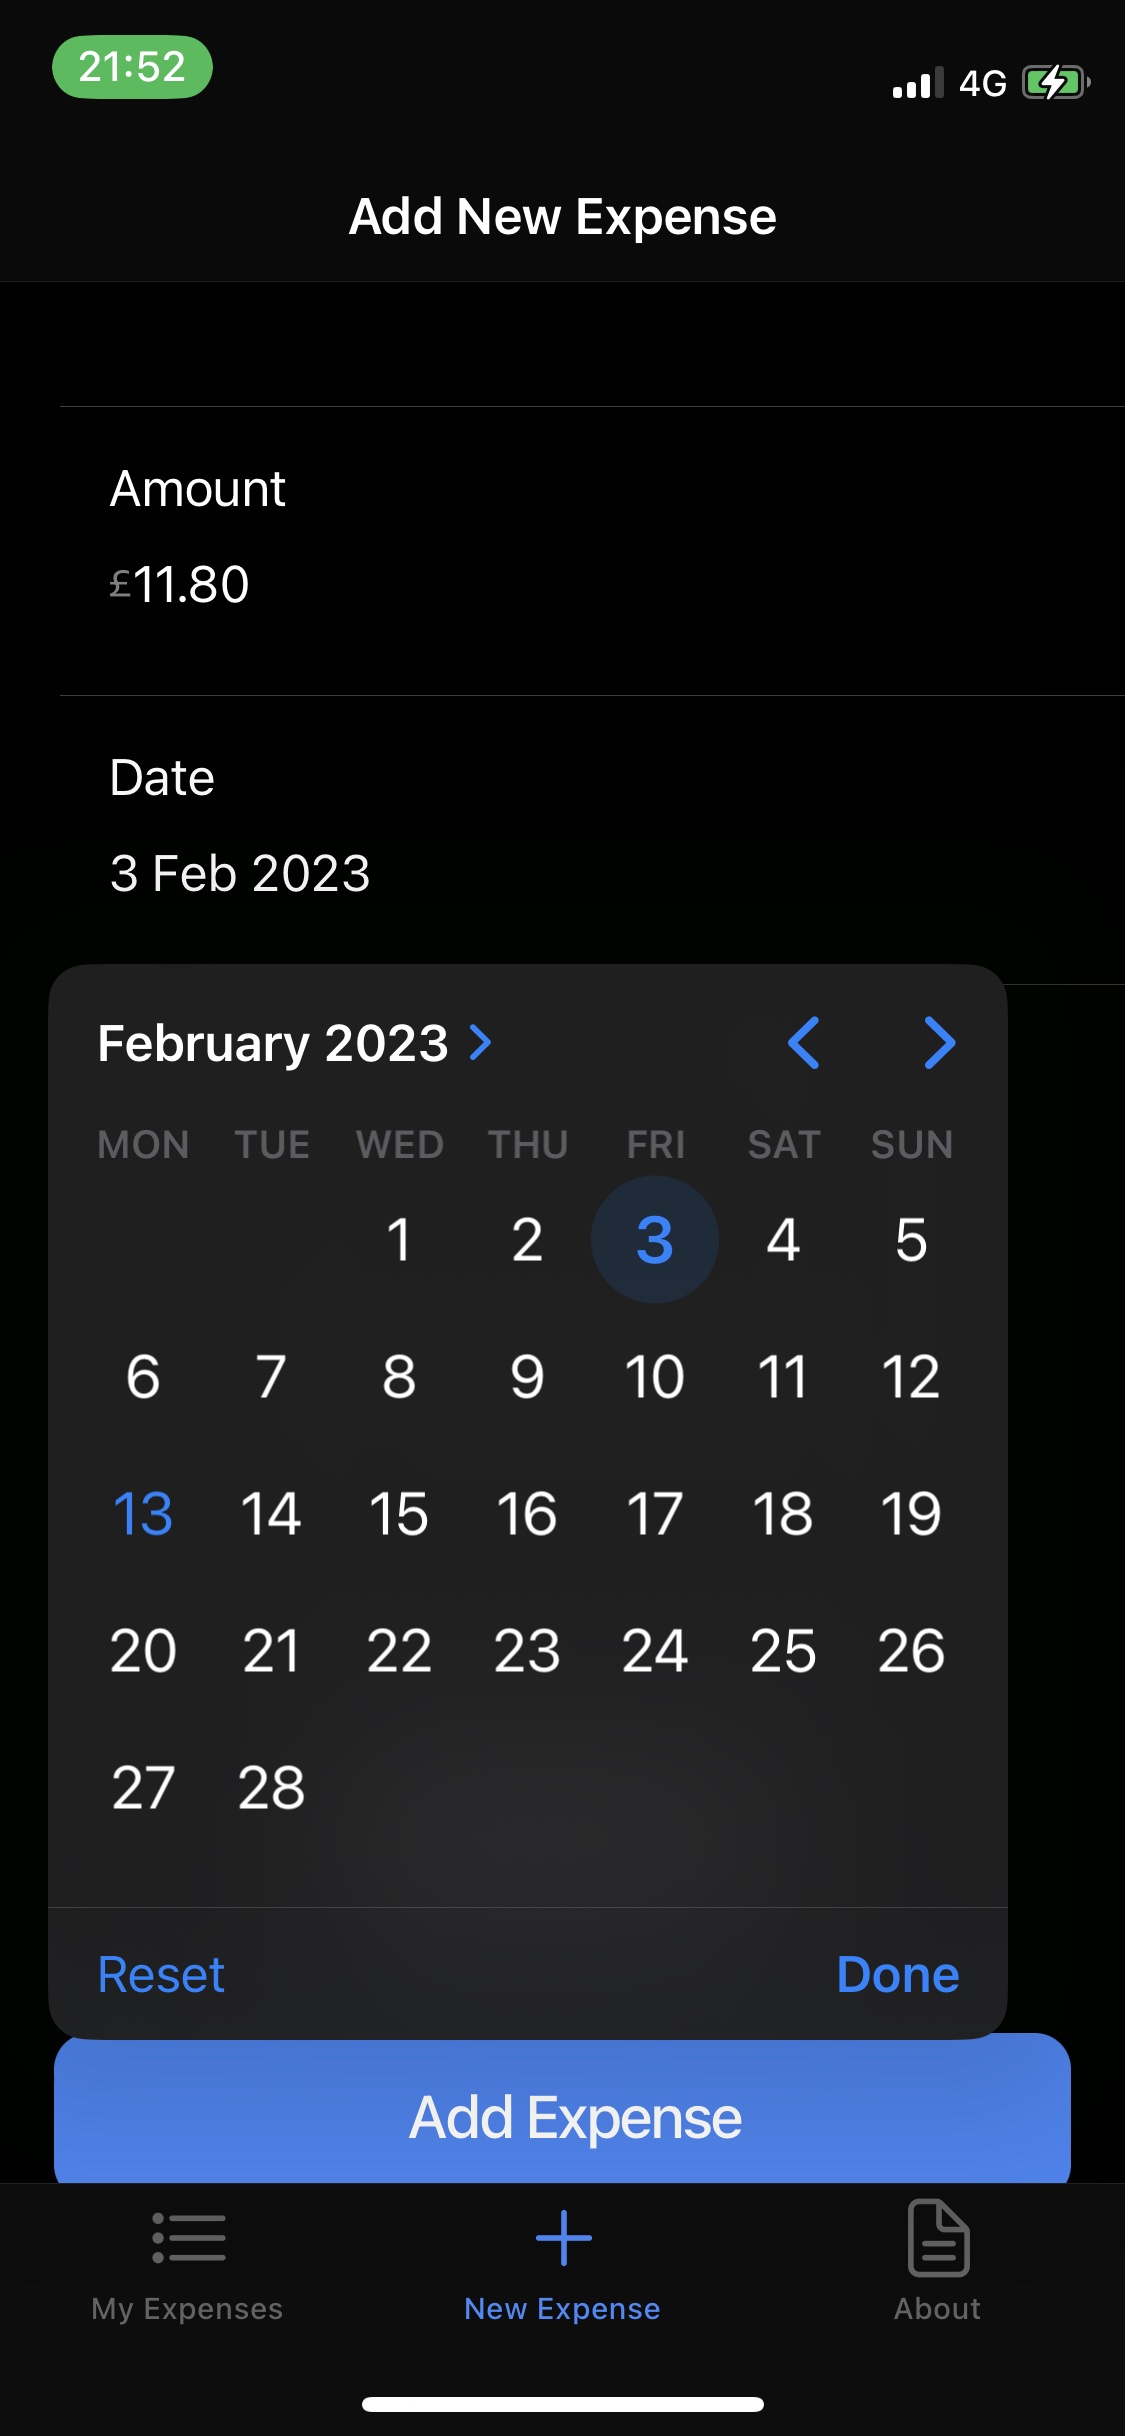 21:52
4G
Add New Expense
Amount
£11.80
Date
3 Feb 2023
February 2023
MON TUE WED THU FRI SAT SUN
1 2 3 4 5
6 7 8 9 10 11 12
13 14 15 16 17 18 19
20 21 22 23 24 25 26
27 28
Reset Done
Add Expense
My Expenses New Expense About